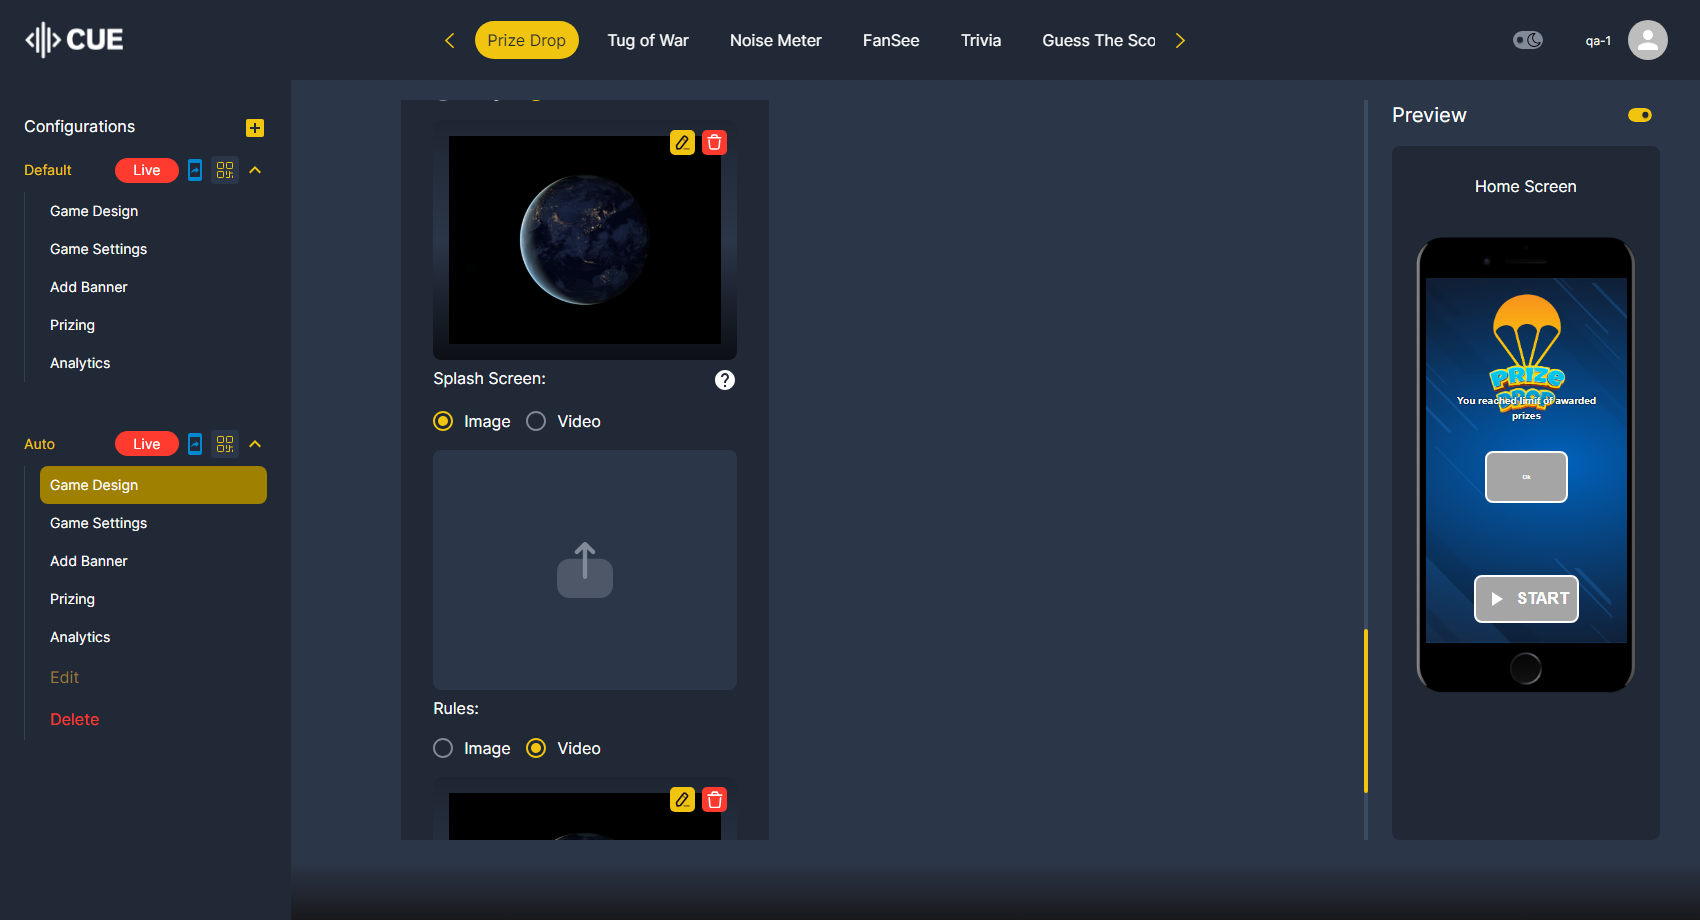 CUE
Prize Drop
Tug of War
Noise Meter
FanSee
Trivia
Guess The Sco
qa-1
Configurations
Default
Live
Game Design
Game Settings
Add Banner
Prizing
Analytics
Auto
Live
Game Design
Game Settings
Add Banner
Prizing
Analytics
Edit
Delete
Splash Screen:
?
Image
Video
Rules:
Image
Video
Preview
Home Screen
PRIZE
DROP
You reached limit of awarded
prizes
Ok
START